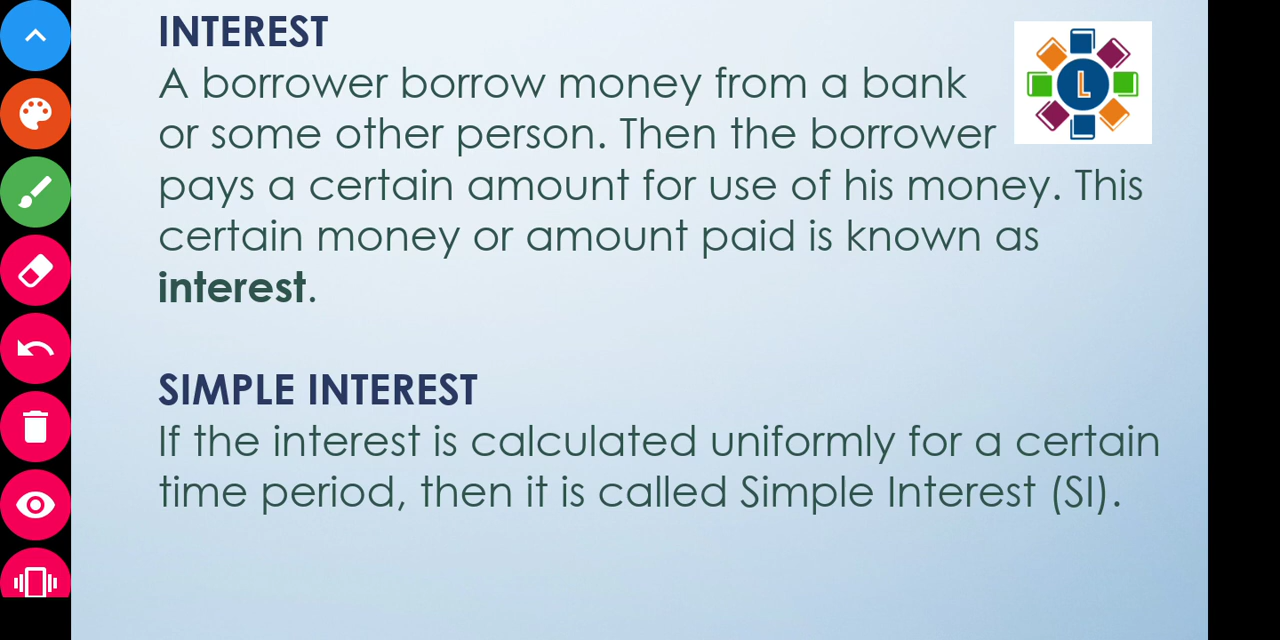 INTEREST
A borrower borrow money from a bank
or some other person. Then the borrower
pays a certain amount for use of his money. This
certain money or amount paid is known as
interest.
SIMPLE INTEREST
If the interest is calculated uniformly for a certain
time period, then it is called Simple Interest (SI).
L